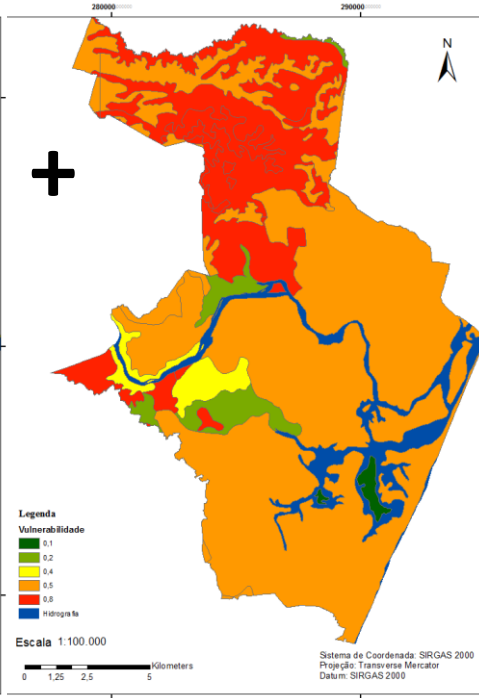 280000 290000
N
Legenda
Vulnerabilidade
0,1
0,2
0,4
0,5
0,8
Hidrografia
Escala 1:100.000
0 1,25 2,5 5 Kilometers
Sistema de Coordenada: SIRGAS 2000
Projeção: Transverse Mercator
Datum: SIRGAS 2000